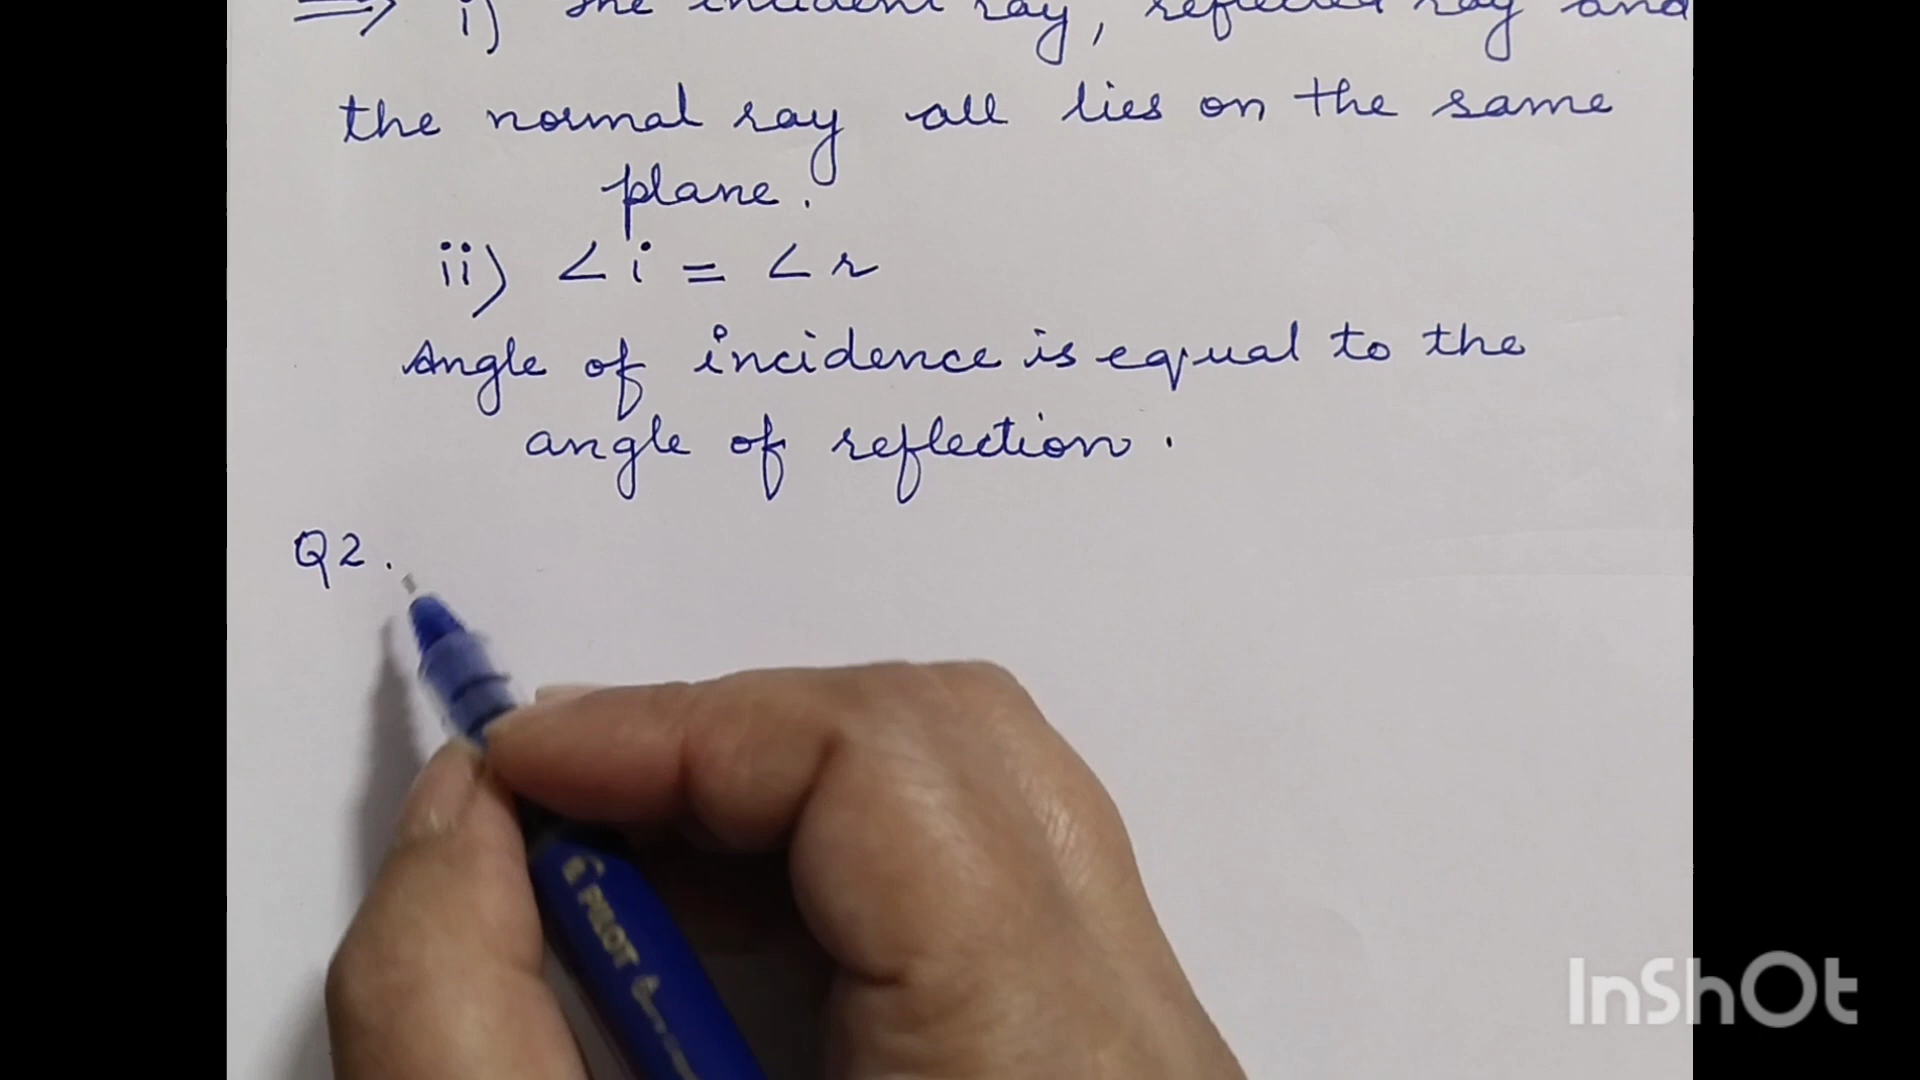 ⇒ i) The incident ray, reflected ray and
the normal ray all lies on the same
plane.
ii) ∠i = ∠r
Angle of incidence is equal to the
angle of reflection.
Q2.
PILOT
InShOt